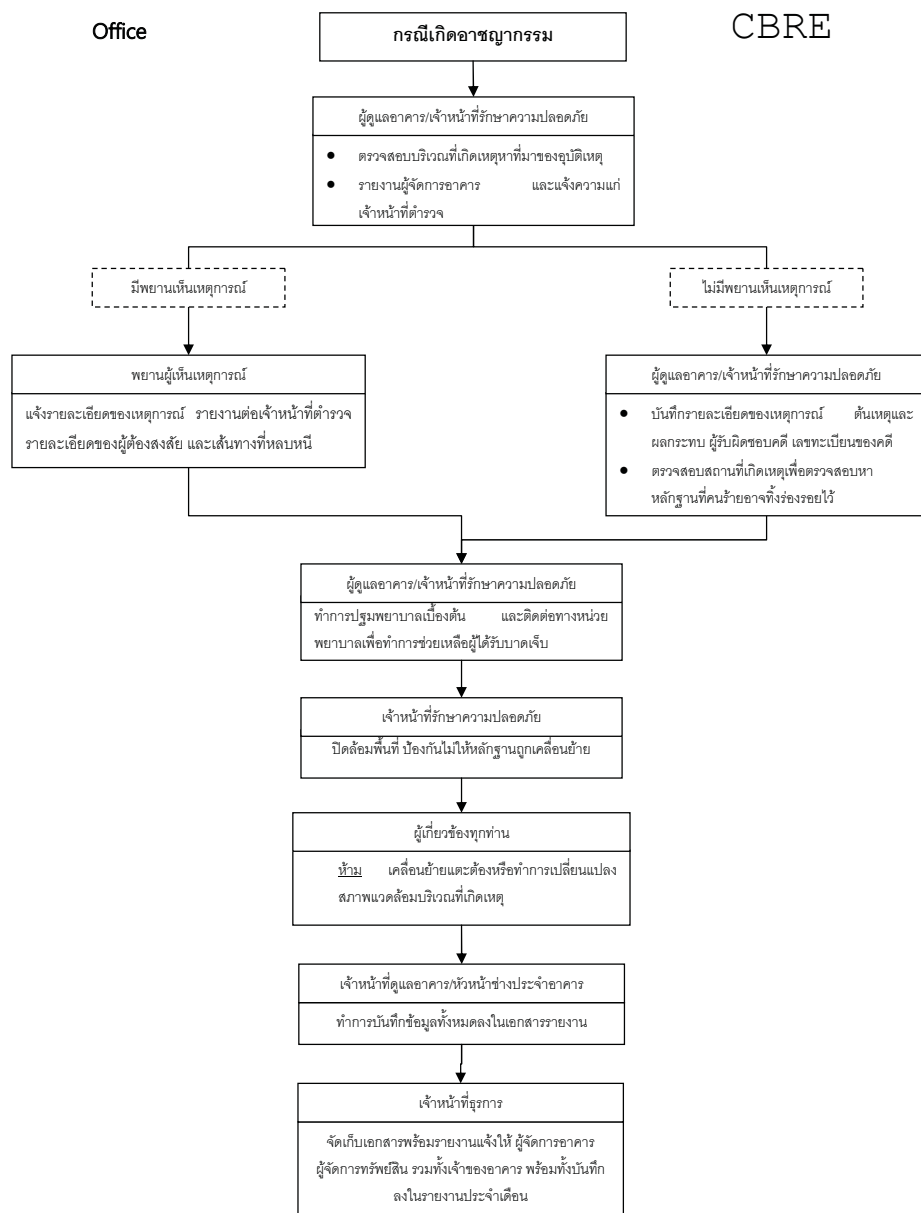 Office
กรณีเกิดอาชญากรรม
CBRE
ผู้ดูแลอาคาร/เจ้าหน้าที่รักษาความปลอดภัย
● ตรวจสอบบริเวณที่เกิดเหตุหาที่มาของอุบัติเหตุ
● รายงานผู้จัดการอาคาร และแจ้งความแก่
เจ้าหน้าที่ตำรวจ
มีพยานเห็นเหตุการณ์
ไม่มีพยานเห็นเหตุการณ์
พยานผู้เห็นเหตุการณ์
แจ้งรายละเอียดของเหตุการณ์ รายงานต่อเจ้าหน้าที่ตำรวจ
รายละเอียดของผู้ต้องสงสัย และเส้นทางที่หลบหนี
ผู้ดูแลอาคาร/เจ้าหน้าที่รักษาความปลอดภัย
● บันทึกรายละเอียดของเหตุการณ์ ต้นเหตุและ
ผลกระทบ ผู้รับผิดชอบคดี เลขทะเบียนของคดี
● ตรวจสอบสถานที่เกิดเหตุเพื่อตรวจสอบหา
หลักฐานที่คนร้ายอาจทิ้งร่องรอยไว้
ผู้ดูแลอาคาร/เจ้าหน้าที่รักษาความปลอดภัย
ทำการปฐมพยาบาลเบื้องต้น และติดต่อทางหน่วย
พยาบาลเพื่อทำการช่วยเหลือผู้ได้รับบาดเจ็บ
เจ้าหน้าที่รักษาความปลอดภัย
ปิดล้อมพื้นที่ ป้องกันไม่ให้หลักฐานถูกเคลื่อนย้าย
ผู้เกี่ยวข้องทุกท่าน
ห้าม เคลื่อนย้ายแตะต้องหรือทำการเปลี่ยนแปลง
สภาพแวดล้อมบริเวณที่เกิดเหตุ
เจ้าหน้าที่ดูแลอาคาร/หัวหน้าช่างประจำอาคาร
ทำการบันทึกข้อมูลทั้งหมดลงในเอกสารรายงาน
เจ้าหน้าที่ธุรการ
จัดเก็บเอกสารพร้อมรายงานแจ้งให้ ผู้จัดการอาคาร
ผู้จัดการทรัพย์สิน รวมทั้งเจ้าของอาคาร พร้อมทั้งบันทึก
ลงในรายงานประจำเดือน